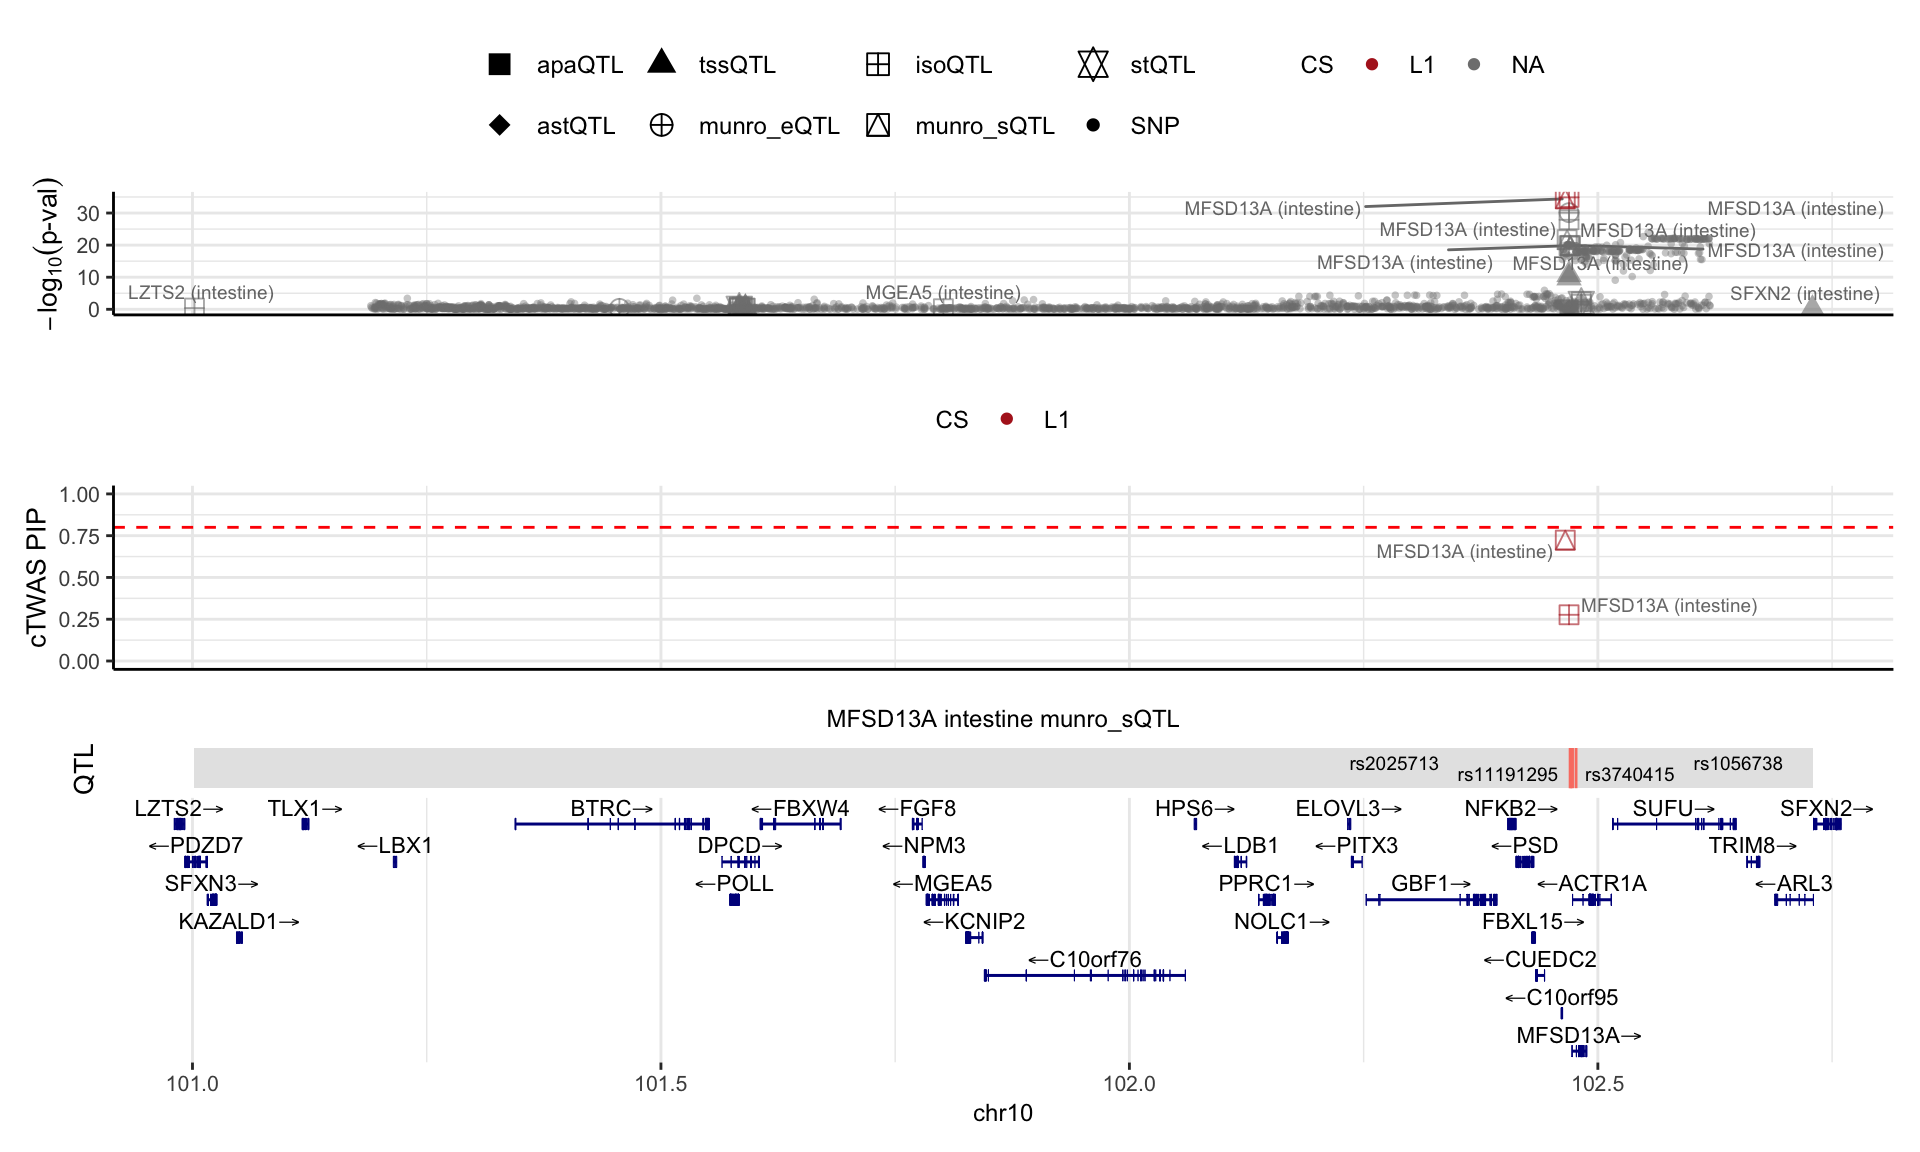 apaQTL tssQTL isoQTL stQTL CS L1 NA
astQTL munro_eQTL munro_sQTL SNP
−log10(p-val)
30
20
10
0
MFSD13A (intestine)
MFSD13A (intestine)
MFSD13A (intestine)
MFSD13A (intestine)
MFSD13A (intestine)
MFSD13A (intestine)
MFSD13A (intestine)
LZTS2 (intestine)
MGEA5 (intestine)
SFXN2 (intestine)
CS L1
cTWAS PIP
1.00
0.75
0.50
0.25
0.00
MFSD13A (intestine)
MFSD13A (intestine)
MFSD13A intestine munro_sQTL
QTL
rs2025713 rs11191295 rs3740415 rs1056738
LZTS2→ TLX1→ BTRC→ ←FBXW4 ←FGF8 HPS6→ ELOVL3→ NFKB2→ SUFU→ SFXN2→
←PDZD7 ←LBX1 DPCD→ ←NPM3 ←LDB1 ←PITX3 ←PSD TRIM8→
SFXN3→ ←POLL ←MGEA5 PPRC1→ GBF1→ ←ACTR1A ←ARL3
KAZALD1→ ←KCNIP2 NOLC1→ FBXL15→
←C10orf76 ←CUEDC2
←C10orf95
MFSD13A→
101.0 101.5 102.0 102.5
chr10